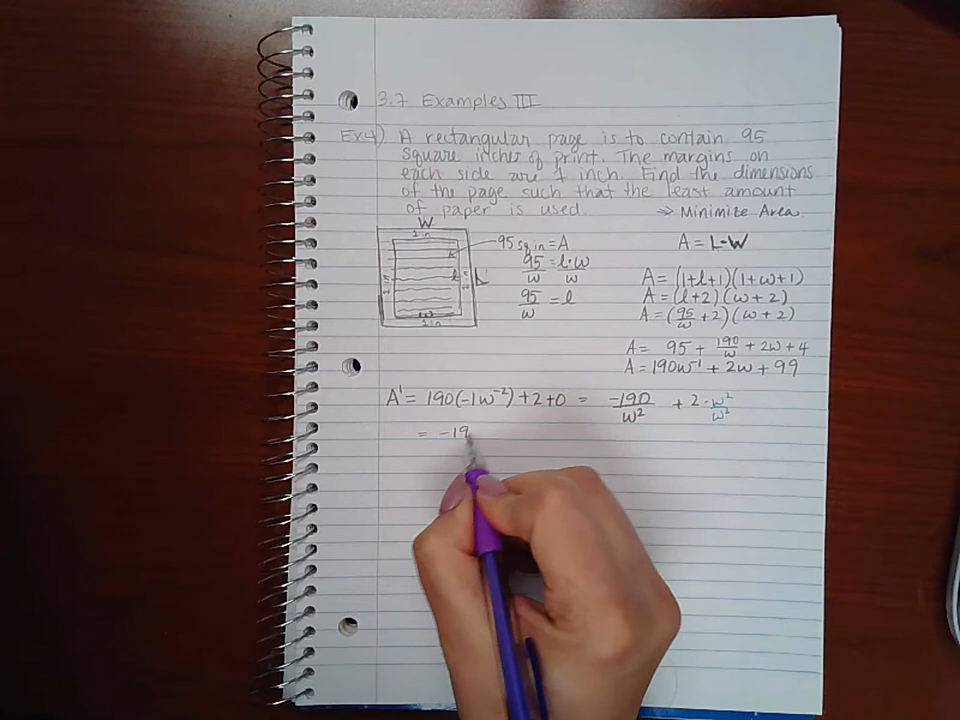 3.7 Examples III
Ex4) A rectangular page is to contain 95
square inches of print. The margins on
each side are 1 inch. Find the dimensions
of the page such that the least amount
of paper is used. ⇒ Minimize Area
W
1 in
95 sq in = A
A = L·W
95/w = l·w/w
1 in
l
1 in
L
A = (1+l+1)(1+w+1)
95/w = l
A = (l+2)(w+2)
A = (95/w + 2)(w+2)
w
1 in
A = 95 + 190/w + 2w + 4
A = 190w⁻¹ + 2w + 99
A' = 190(-1w⁻²) + 2 + 0 = -190/w² + 2·w²/w²
= -19